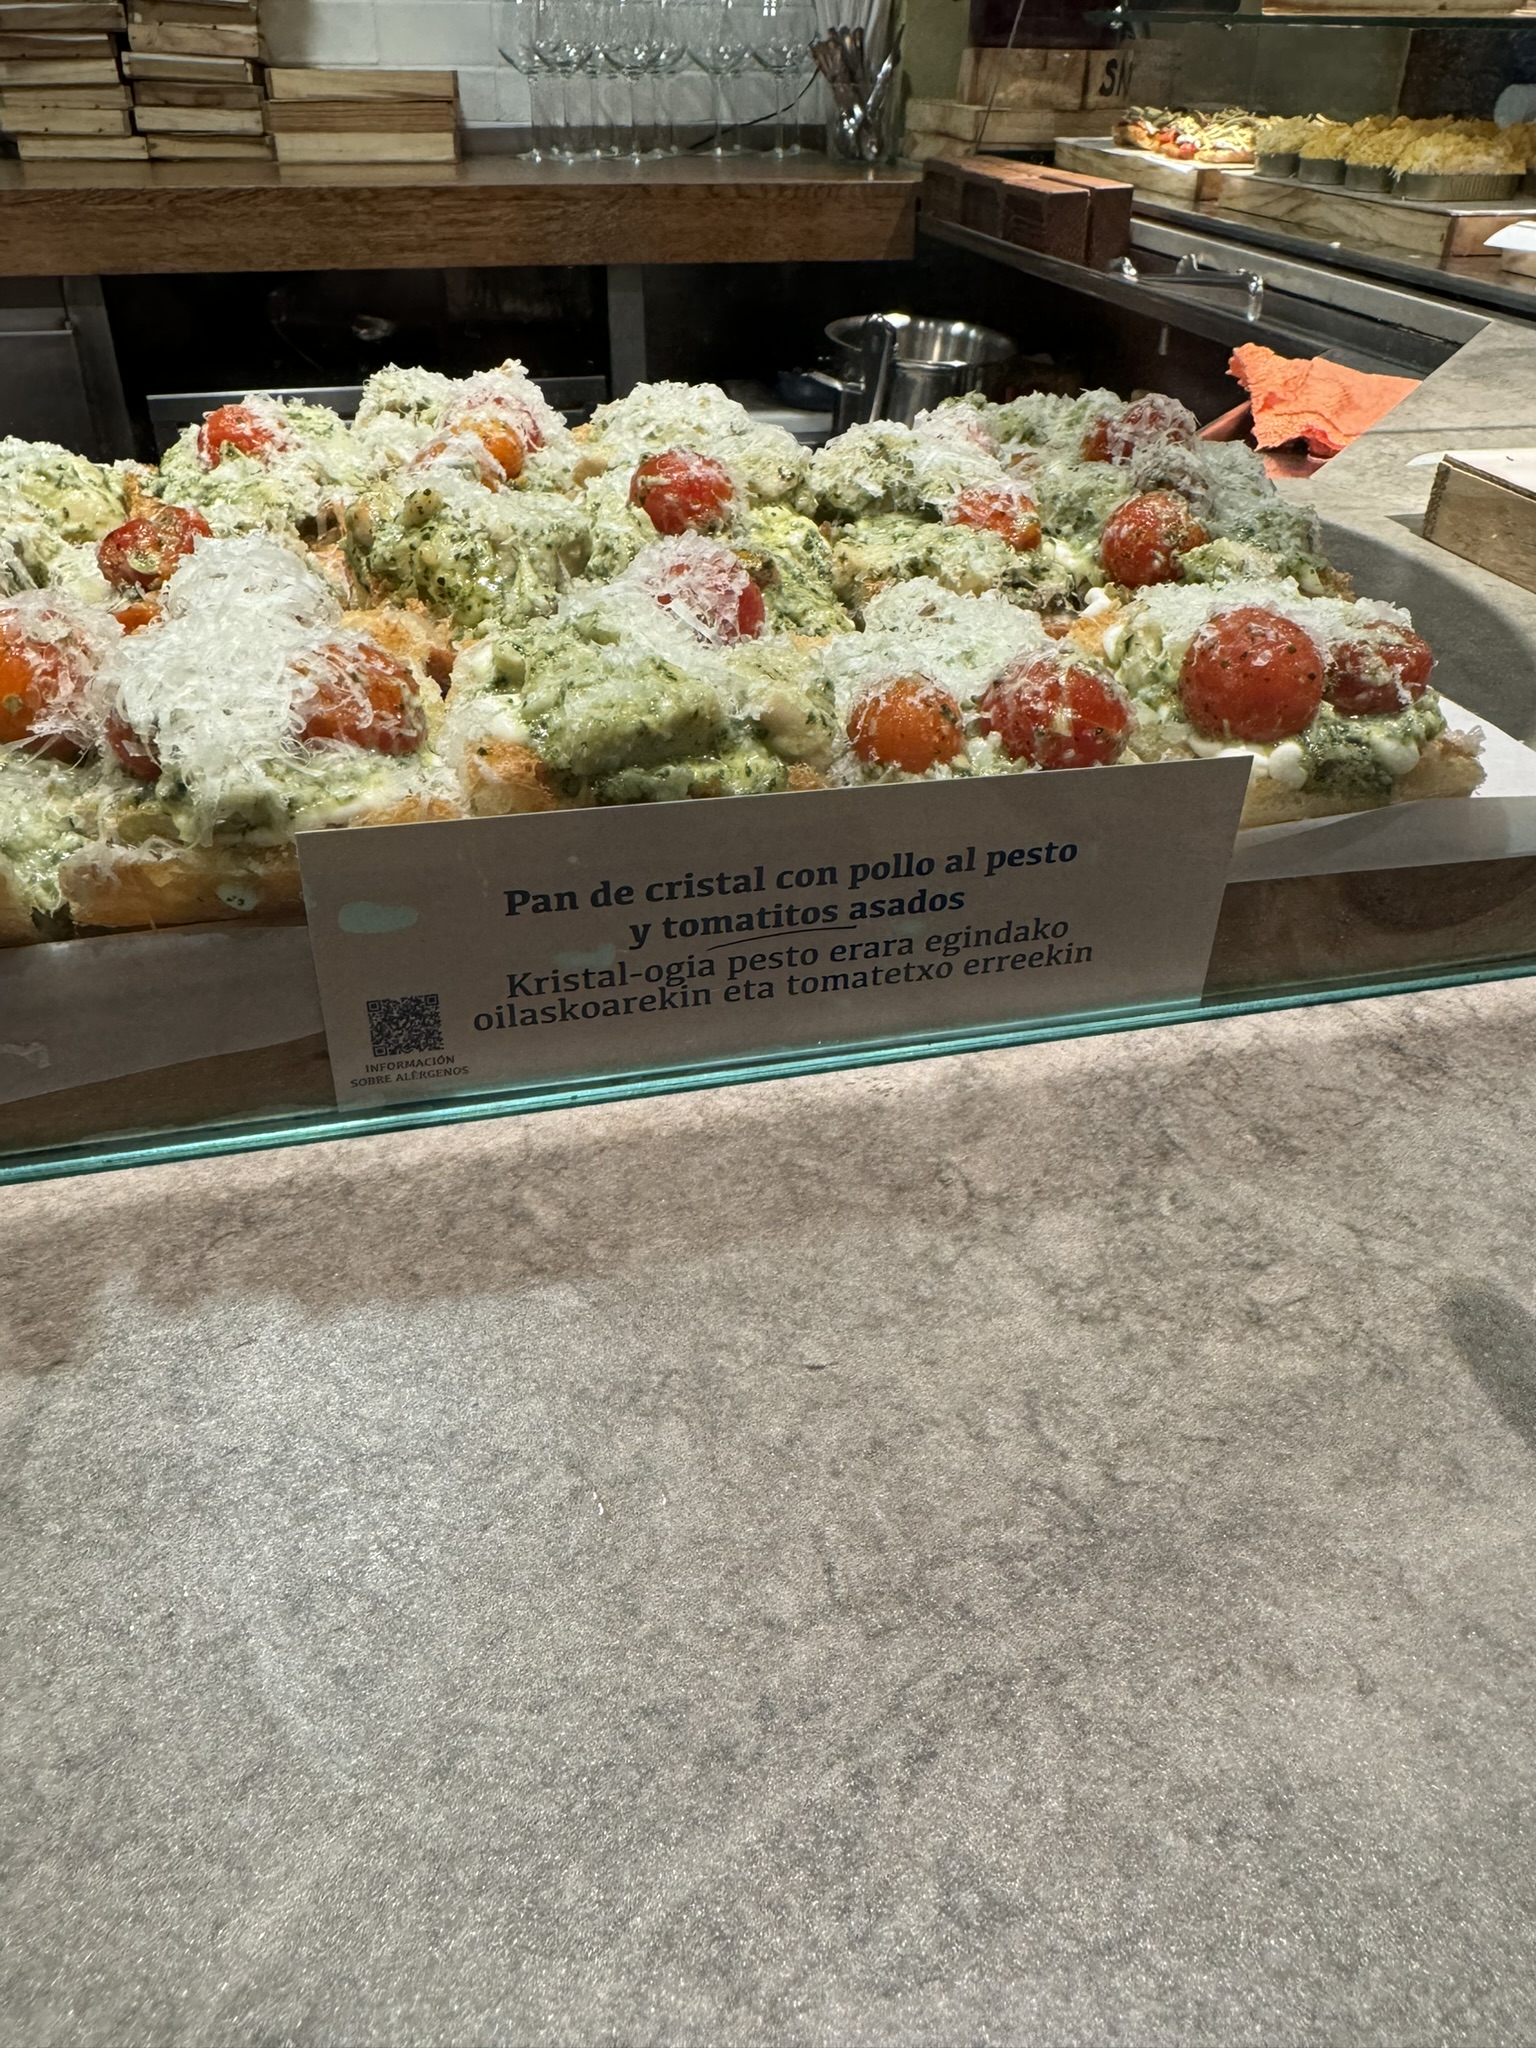 Pan de cristal con pollo al pesto
y tomatitos asados
Kristal-ogia pesto erara egindako
oilaskoarekin eta tomatetxo erreekin
INFORMACIÓN
SOBRE ALÉRGENOS
SN